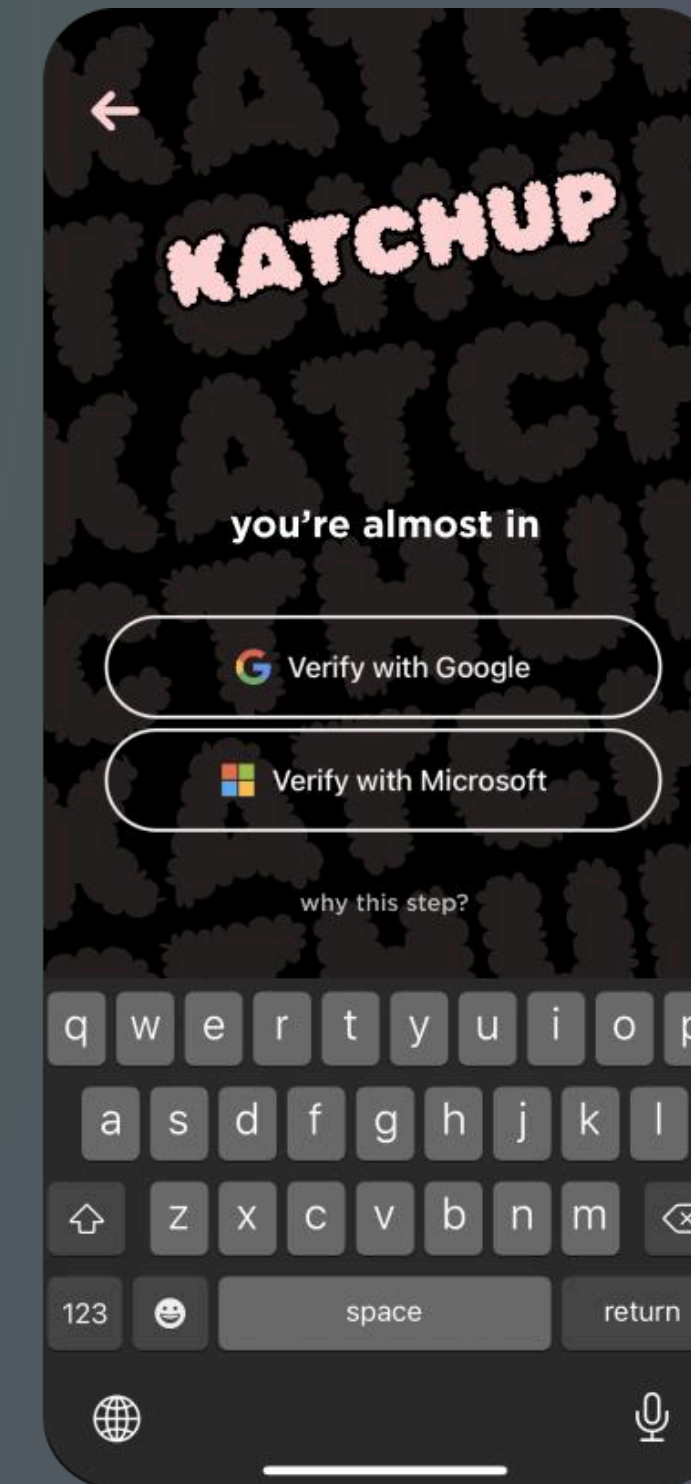 KATCHUP
you're almost in
Verify with Google
Verify with Microsoft
why this step?
q w e r t y u i o p
a s d f g h j k l
z x c v b n m
123 space return